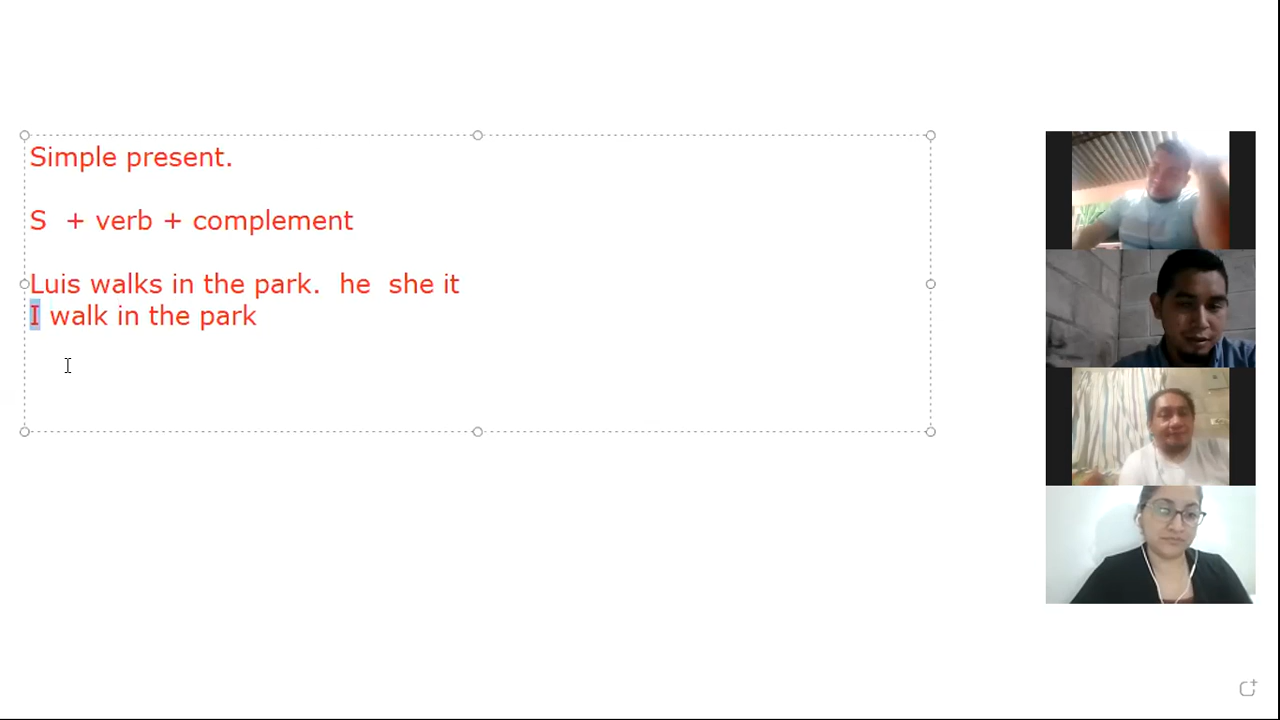 Simple present.
S + verb + complement
Luis walks in the park. he she it
I walk in the park